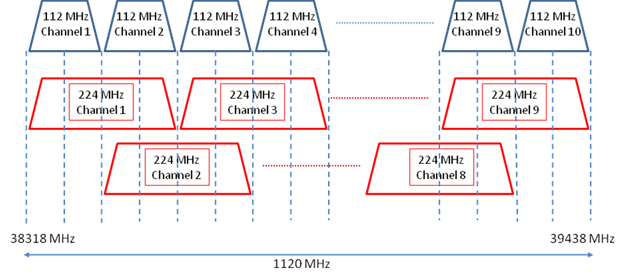 112 MHz
Channel 1
112 MHz
Channel 2
112 MHz
Channel 3
112 MHz
Channel 4
112 MHz
Channel 9
112 MHz
Channel 10
224 MHz
Channel 1
224 MHz
Channel 3
224 MHz
Channel 9
224 MHz
Channel 2
224 MHz
Channel 8
38318 MHz
39438 MHz
1120 MHz